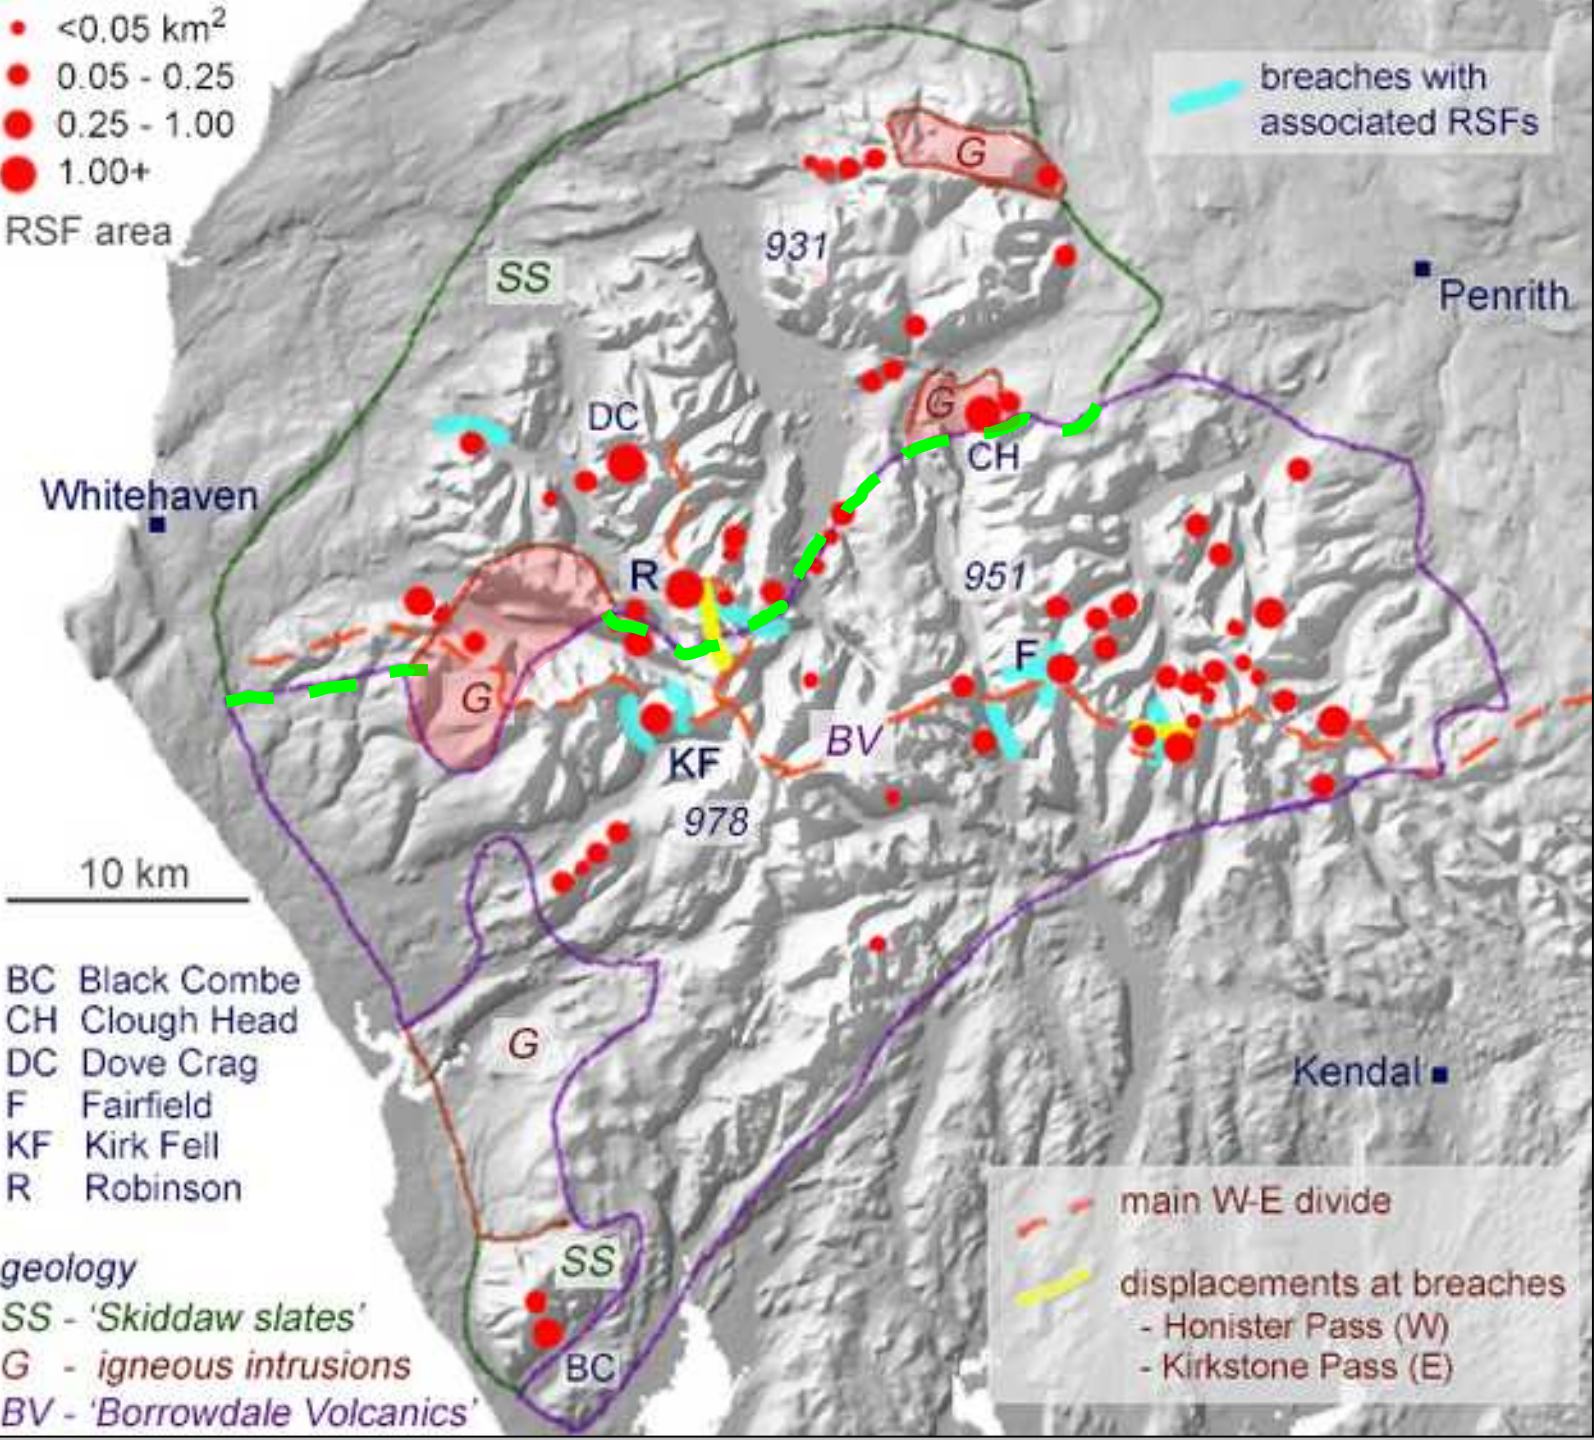 <0.05 km²
0.05 - 0.25
0.25 - 1.00
1.00+
RSF area
breaches with
associated RSFs
G
931
SS
Penrith
DC
G
CH
Whitehaven
R
951
F
G
BV
KF
978
10 km
BC Black Combe
CH Clough Head
DC Dove Crag
F Fairfield
KF Kirk Fell
R Robinson
G
Kendal
main W-E divide
displacements at breaches
- Honister Pass (W)
- Kirkstone Pass (E)
SS
BC
geology
SS - 'Skiddaw slates'
G - igneous intrusions
BV - 'Borrowdale Volcanics'